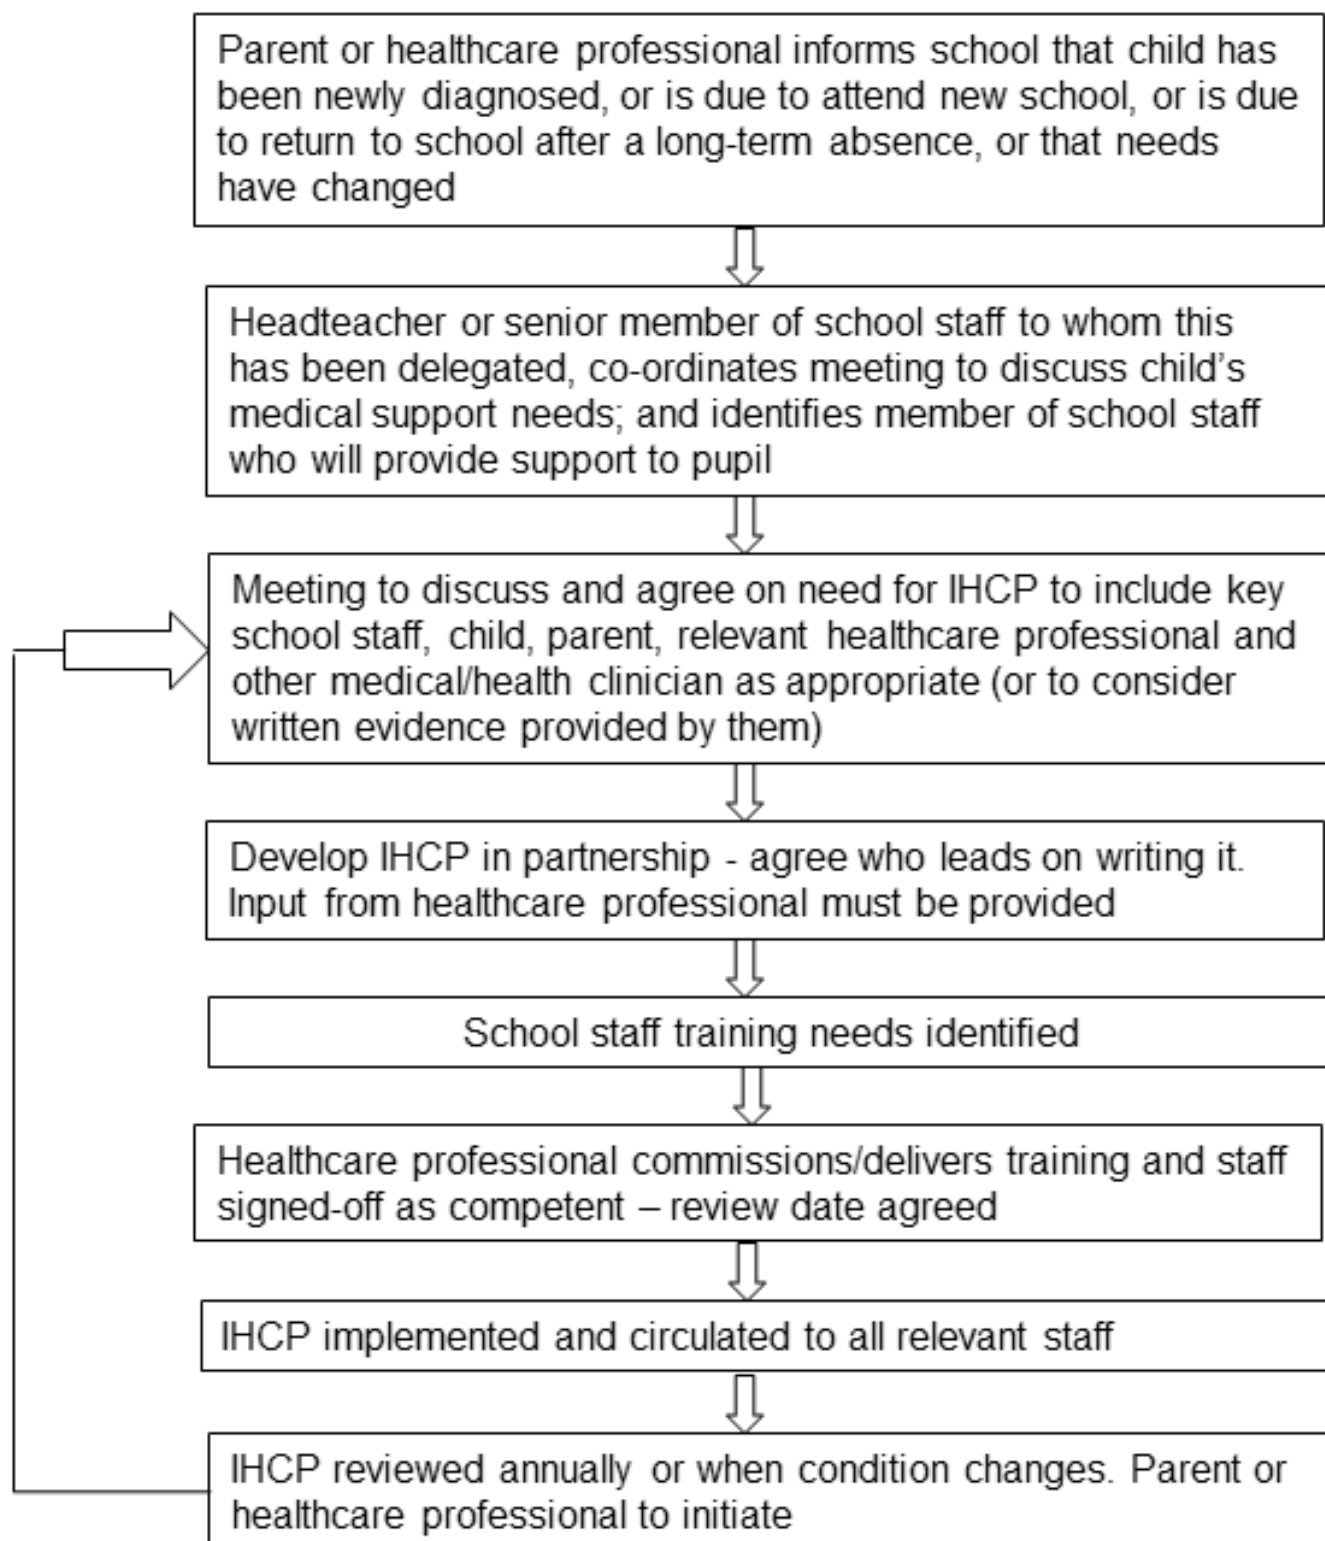 Parent or healthcare professional informs school that child has
been newly diagnosed, or is due to attend new school, or is due
to return to school after a long-term absence, or that needs
have changed
Headteacher or senior member of school staff to whom this
has been delegated, co-ordinates meeting to discuss child's
medical support needs; and identifies member of school staff
who will provide support to pupil
Meeting to discuss and agree on need for IHCP to include key
school staff, child, parent, relevant healthcare professional and
other medical/health clinician as appropriate (or to consider
written evidence provided by them)
Develop IHCP in partnership - agree who leads on writing it.
Input from healthcare professional must be provided
School staff training needs identified
Healthcare professional commissions/delivers training and staff
signed-off as competent – review date agreed
IHCP implemented and circulated to all relevant staff
IHCP reviewed annually or when condition changes. Parent or
healthcare professional to initiate